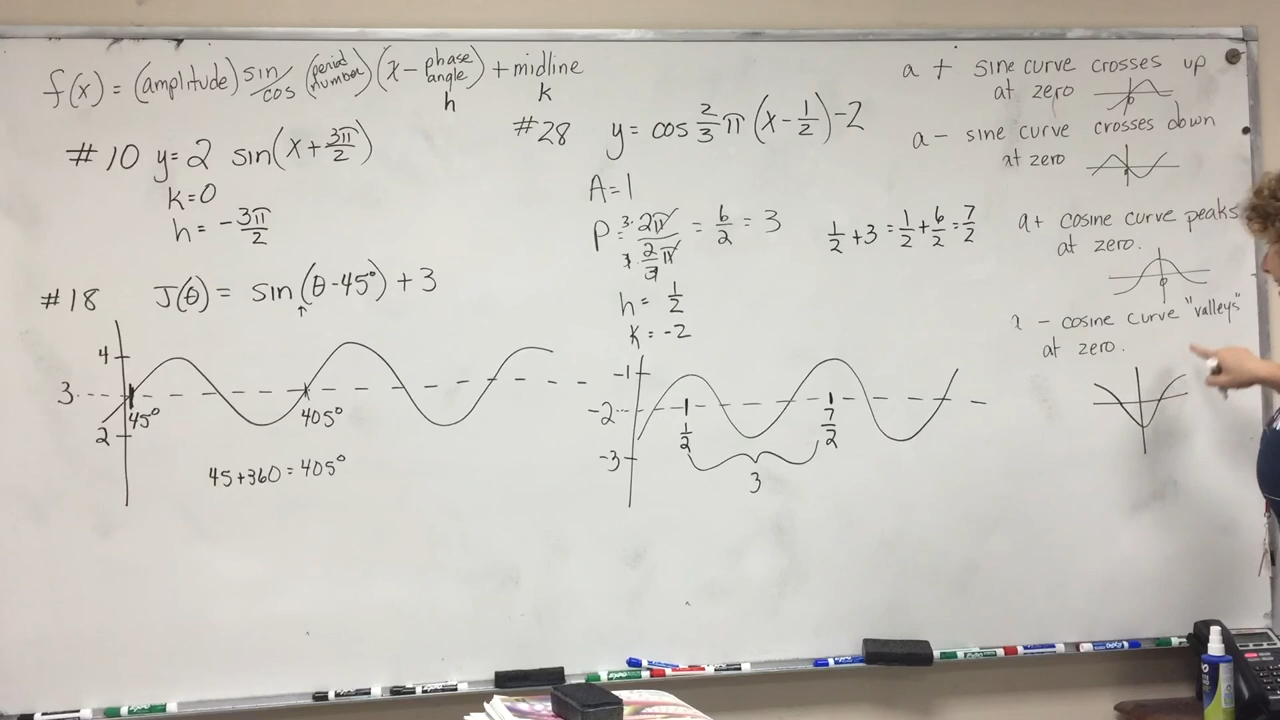 f(x) = (amplitude) sin/cos (period number) (x - phase angle) + midline
h k
#10 y = 2 sin(x + 3π/2)
k = 0
h = -3π/2
#18 J(θ) = sin(θ - 45°) + 3
↑
4
3
45° 405°
2
45 + 360 = 405°
#28 y = cos 2/3 π (x - 1/2) - 2
A = 1
P = 3· 2π / 3· 2/3 π = 6/2 = 3
1/2 + 3 = 1/2 + 6/2 = 7/2
h = 1/2
k = -2
-1
-2
1/2 7/2
-3
3
a + sine curve crosses up
at zero
a - sine curve crosses down
at zero
a + cosine curve peaks
at zero.
- cosine curve "valleys"
at zero.
EXPO